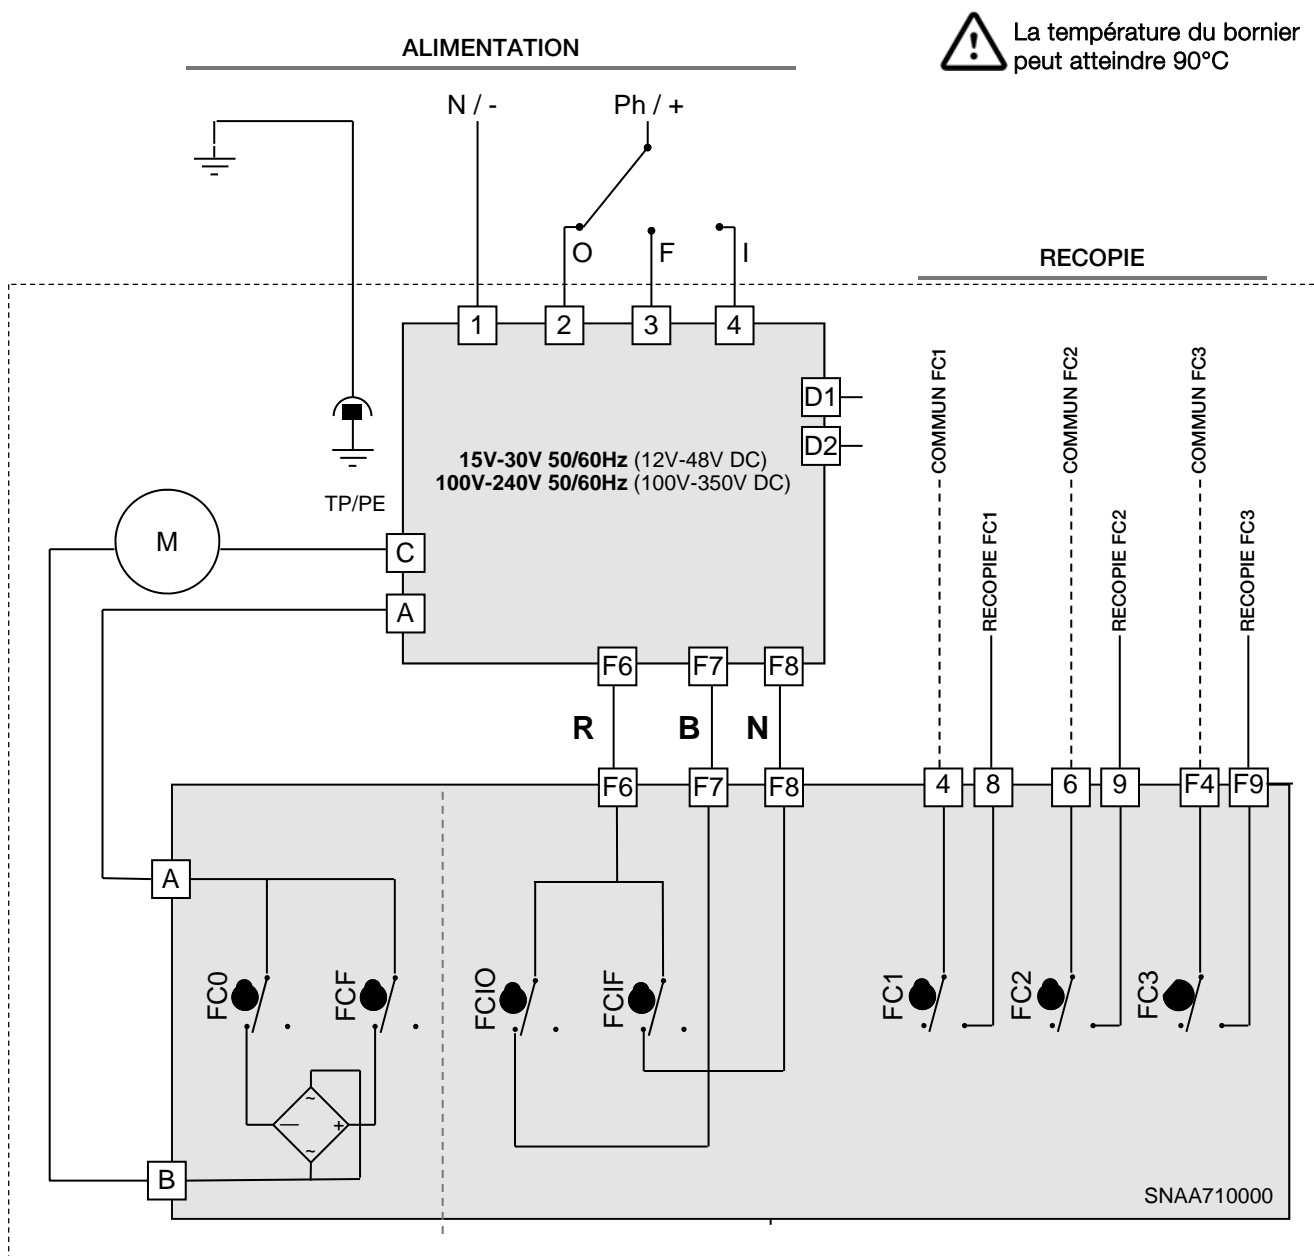 La température du bornier
peut atteindre 90°C
ALIMENTATION
N / -
Ph / +
O
F
I
RECOPIE
1
2
3
4
D1
D2
15V-30V 50/60Hz (12V-48V DC)
100V-240V 50/60Hz (100V-350V DC)
TP/PE
M
C
A
F6
F7
F8
R
B
N
COMMUN FC1
RECOPIE FC1
COMMUN FC2
RECOPIE FC2
COMMUN FC3
RECOPIE FC3
F6
F7
F8
4
8
6
9
F4
F9
A
FC0
FCF
FCIO
FCIF
FC1
FC2
FC3
~
— +
~
B
SNAA710000